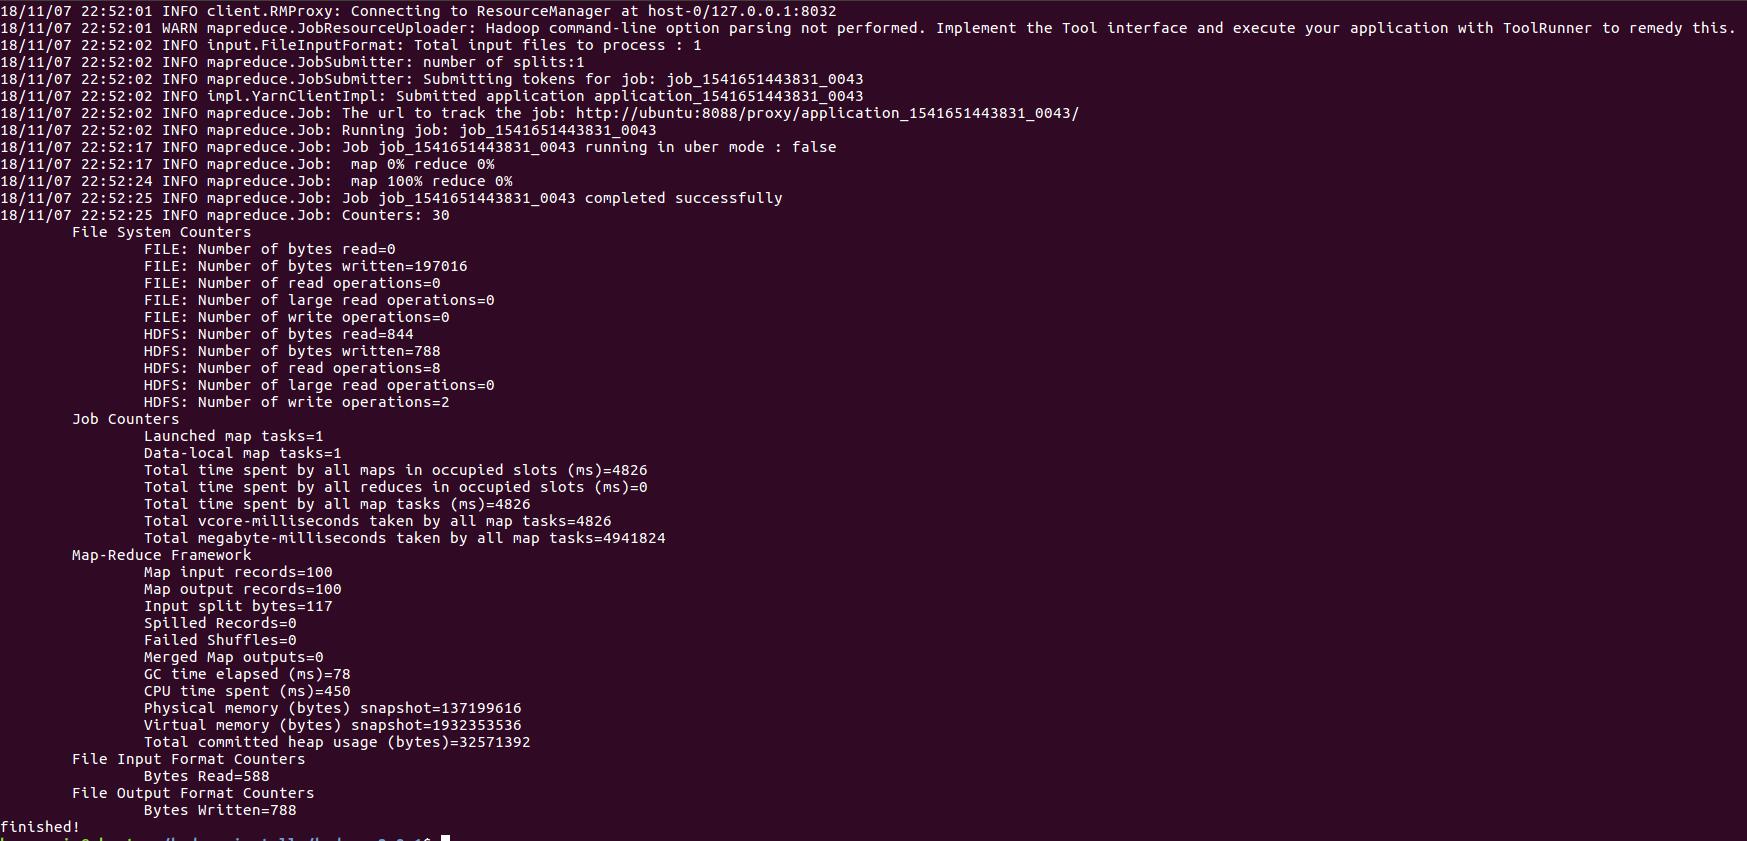 18/11/07 22:52:01 INFO client.RMProxy: Connecting to ResourceManager at host-0/127.0.0.1:8032
18/11/07 22:52:01 WARN mapreduce.JobResourceUploader: Hadoop command-line option parsing not performed. Implement the Tool interface and execute your application with ToolRunner to remedy this.
18/11/07 22:52:02 INFO input.FileInputFormat: Total input files to process : 1
18/11/07 22:52:02 INFO mapreduce.JobSubmitter: number of splits:1
18/11/07 22:52:02 INFO mapreduce.JobSubmitter: Submitting tokens for job: job_1541651443831_0043
18/11/07 22:52:02 INFO impl.YarnClientImpl: Submitted application application_1541651443831_0043
18/11/07 22:52:02 INFO mapreduce.Job: The url to track the job: http://ubuntu:8088/proxy/application_1541651443831_0043/
18/11/07 22:52:02 INFO mapreduce.Job: Running job: job_1541651443831_0043
18/11/07 22:52:17 INFO mapreduce.Job: Job job_1541651443831_0043 running in uber mode : false
18/11/07 22:52:17 INFO mapreduce.Job:  map 0% reduce 0%
18/11/07 22:52:24 INFO mapreduce.Job:  map 100% reduce 0%
18/11/07 22:52:25 INFO mapreduce.Job: Job job_1541651443831_0043 completed successfully
18/11/07 22:52:25 INFO mapreduce.Job: Counters: 30
File System Counters
FILE: Number of bytes read=0
FILE: Number of bytes written=197016
FILE: Number of read operations=0
FILE: Number of large read operations=0
FILE: Number of write operations=0
HDFS: Number of bytes read=844
HDFS: Number of bytes written=788
HDFS: Number of read operations=8
HDFS: Number of large read operations=0
HDFS: Number of write operations=2
Job Counters
Launched map tasks=1
Data-local map tasks=1
Total time spent by all maps in occupied slots (ms)=4826
Total time spent by all reduces in occupied slots (ms)=0
Total time spent by all map tasks (ms)=4826
Total vcore-milliseconds taken by all map tasks=4826
Total megabyte-milliseconds taken by all map tasks=4941824
Map-Reduce Framework
Map input records=100
Map output records=100
Input split bytes=117
Spilled Records=0
Failed Shuffles=0
Merged Map outputs=0
GC time elapsed (ms)=78
CPU time spent (ms)=450
Physical memory (bytes) snapshot=137199616
Virtual memory (bytes) snapshot=1932353536
Total committed heap usage (bytes)=32571392
File Input Format Counters
Bytes Read=588
File Output Format Counters
Bytes Written=788
finished!